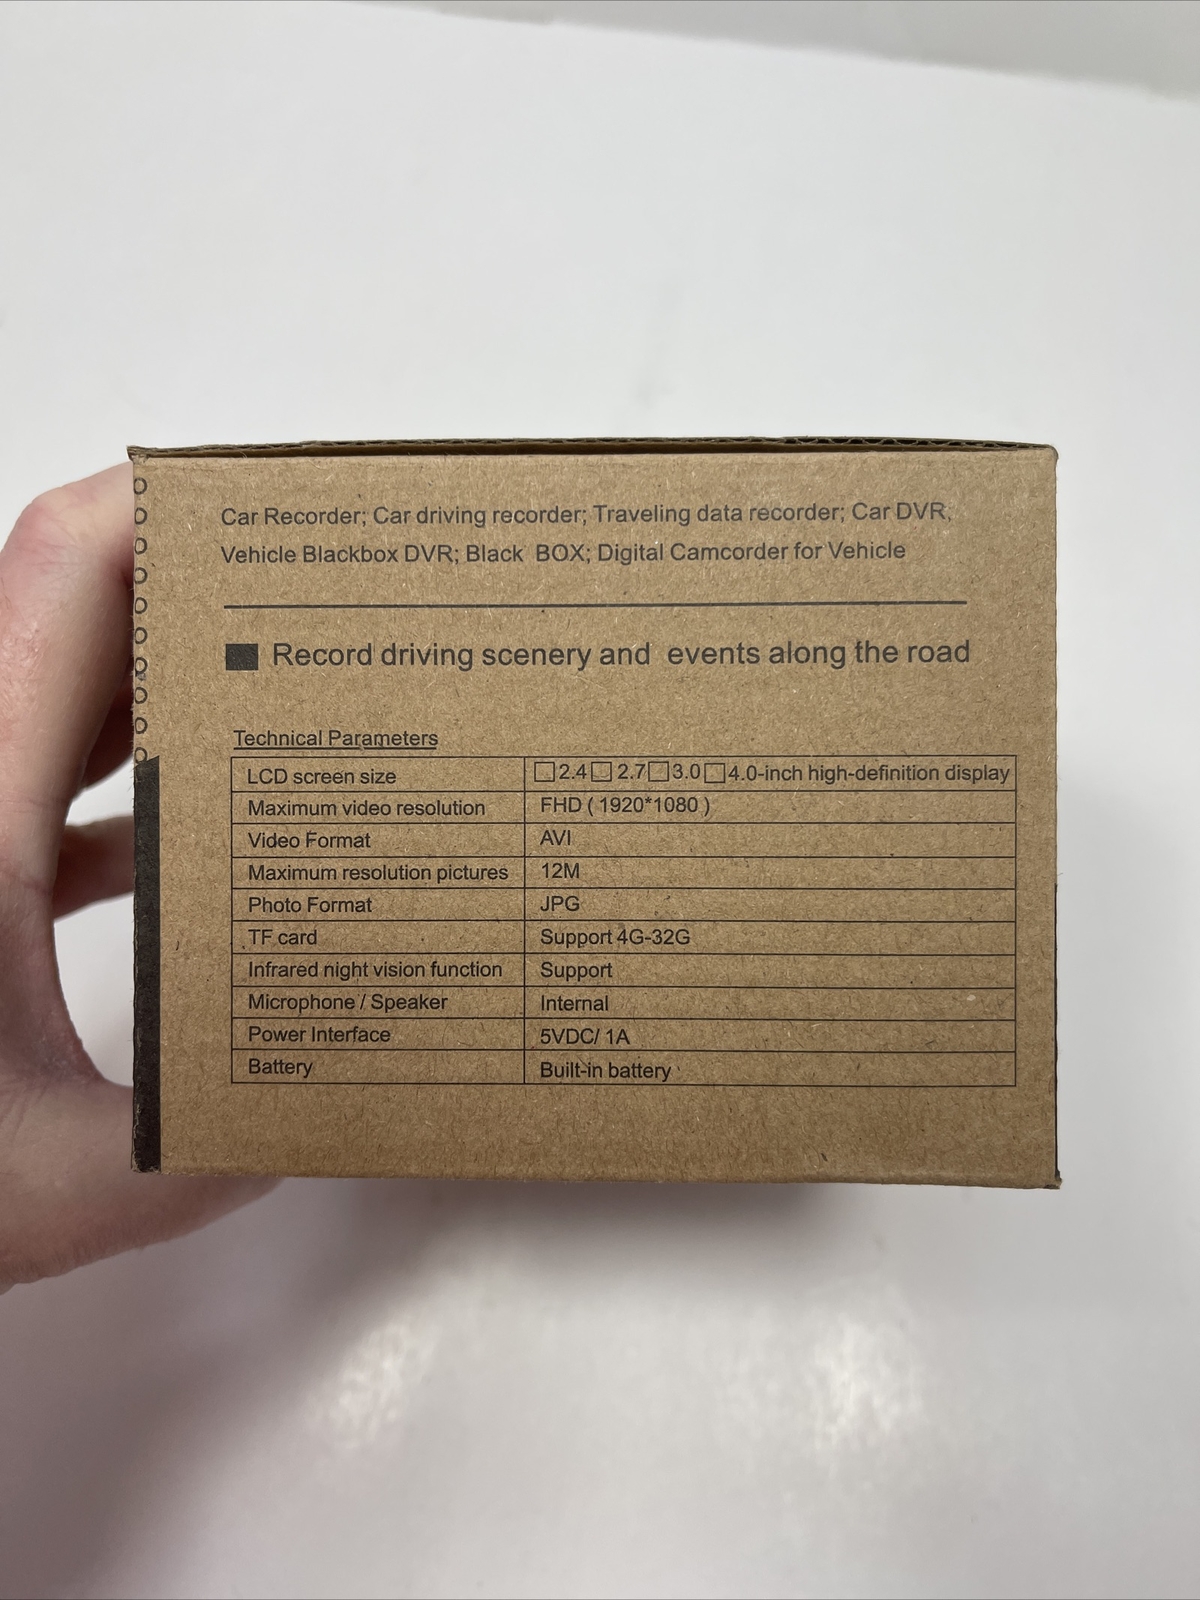 Car Recorder; Car driving recorder; Traveling data recorder; Car DVR;
Vehicle Blackbox DVR; Black BOX; Digital Camcorder for Vehicle
Record driving scenery and events along the road
Technical Parameters
LCD screen size □2.4□ 2.7□3.0□4.0-inch high-definition display
Maximum video resolution FHD ( 1920*1080 )
Video Format AVI
Maximum resolution pictures 12M
Photo Format JPG
TF card Support 4G-32G
Infrared night vision function Support
Microphone / Speaker Internal
Power Interface 5VDC/ 1A
Battery Built-in battery